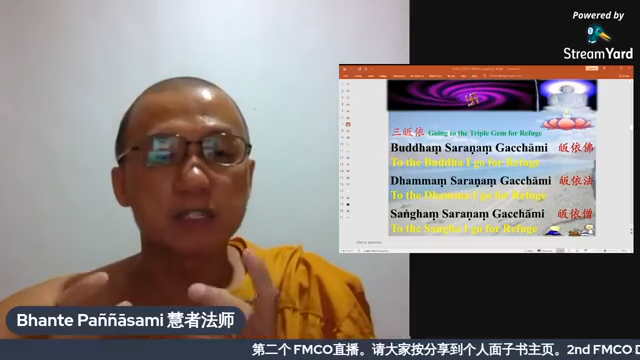 Powered by
StreamYard
三皈依 Going to the Triple Gem for Refuge
Buddhaṃ Saraṇaṃ Gacchāmi 皈依佛
To the Buddha I go for Refuge
Dhammaṃ Saraṇaṃ Gacchāmi 皈依法
To the Dhamma I go for Refuge
Saṅghaṃ Saraṇaṃ Gacchāmi 皈依僧
To the Sangha I go for Refuge
Bhante Paññāsami 慧者法师
第二个 FMCO直播。请大家按分享到个人面子书主页。2nd FMCO D